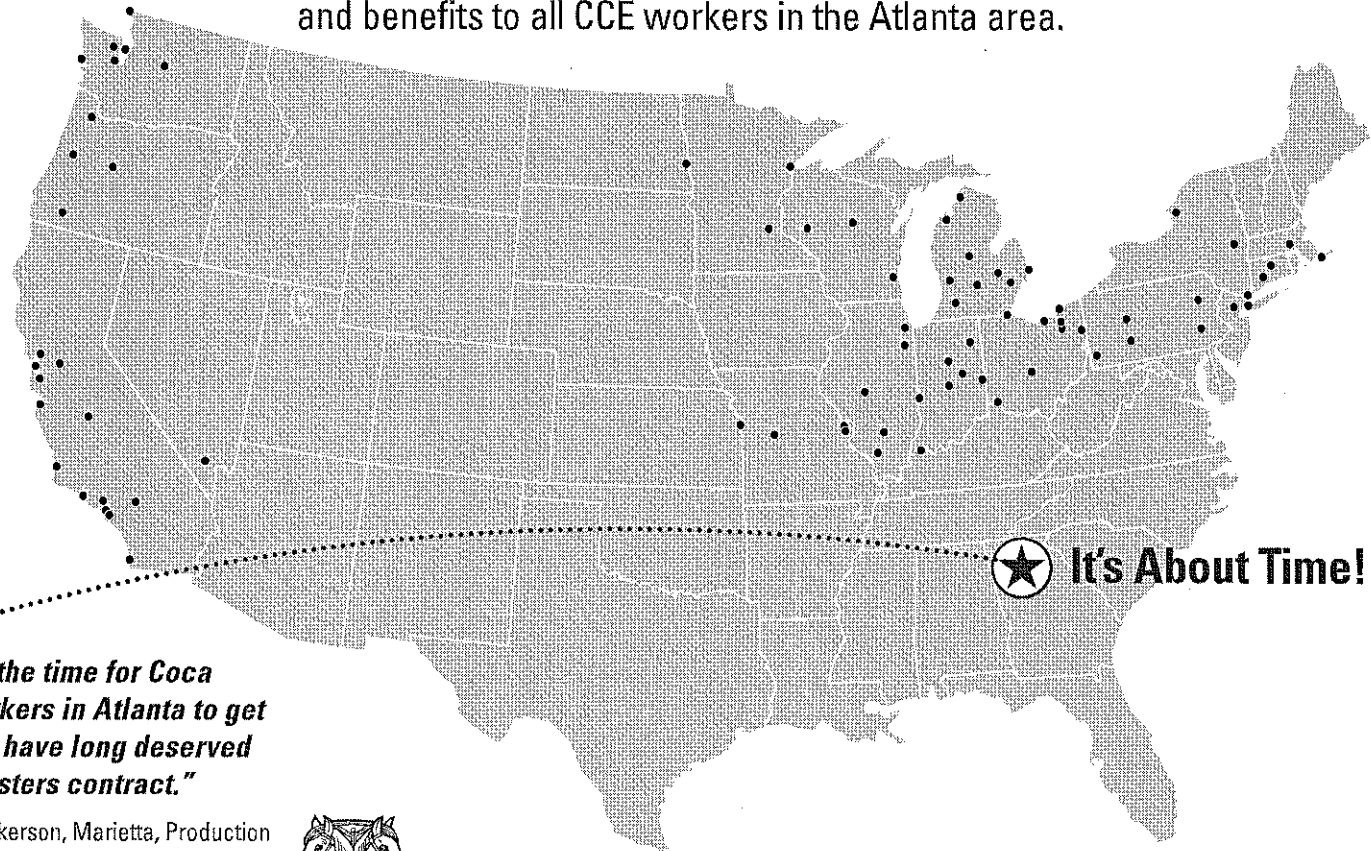 and benefits to all CCE workers in the Atlanta area.
It's About Time!
the time for Coca
kers in Atlanta to get
have long deserved
sters contract."
kerson, Marietta, Production